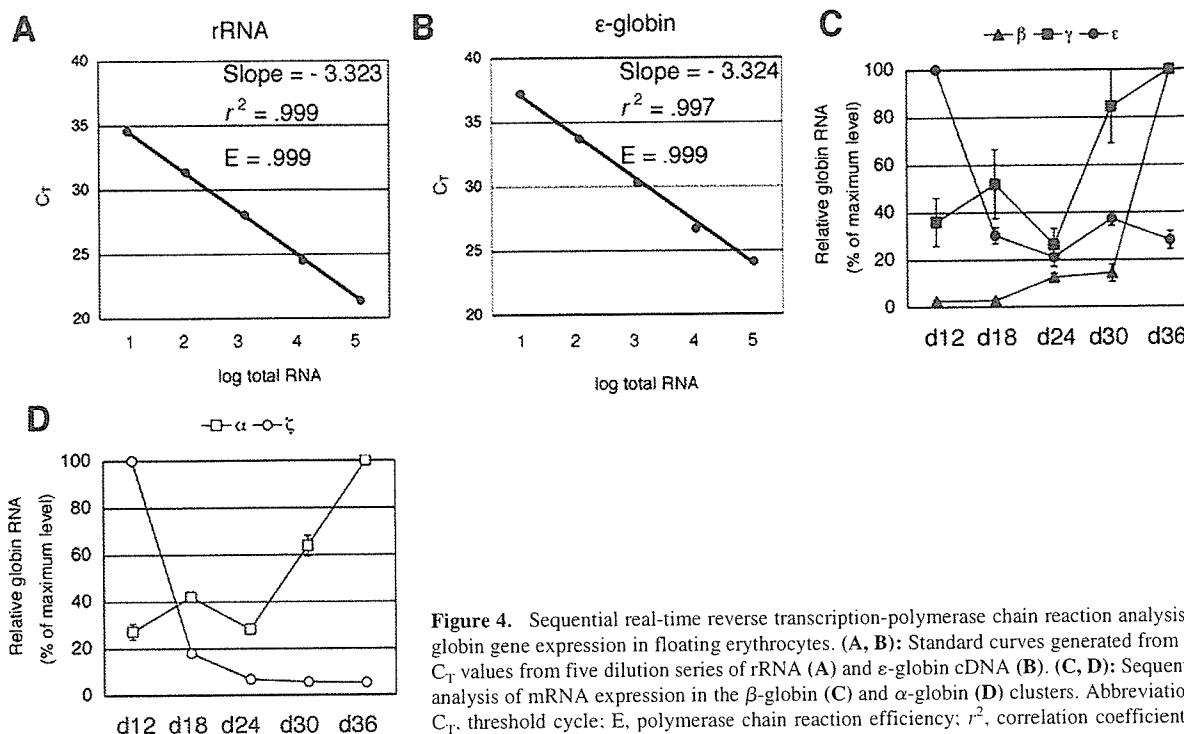 A
rRNA
40
35
30
25
20
C_T
Slope = - 3.323
r² = .999
E = .999
1 2 3 4 5
log total RNA
B
ε-globin
40
35
30
25
20
C_T
Slope = - 3.324
r² = .997
E = .999
1 2 3 4 5
log total RNA
C
β γ ε
Relative globin RNA
(% of maximum level)
100
80
60
40
20
0
d12 d18 d24 d30 d36
D
α ζ
Relative globin RNA
(% of maximum level)
100
80
60
40
20
0
d12 d18 d24 d30 d36
Figure 4. Sequential real-time reverse transcription-polymerase chain reaction analysis
globin gene expression in floating erythrocytes. (A, B): Standard curves generated from
C_T values from five dilution series of rRNA (A) and ε-globin cDNA (B). (C, D): Sequent
analysis of mRNA expression in the β-globin (C) and α-globin (D) clusters. Abbreviation
C_T, threshold cycle; E, polymerase chain reaction efficiency; r², correlation coefficient